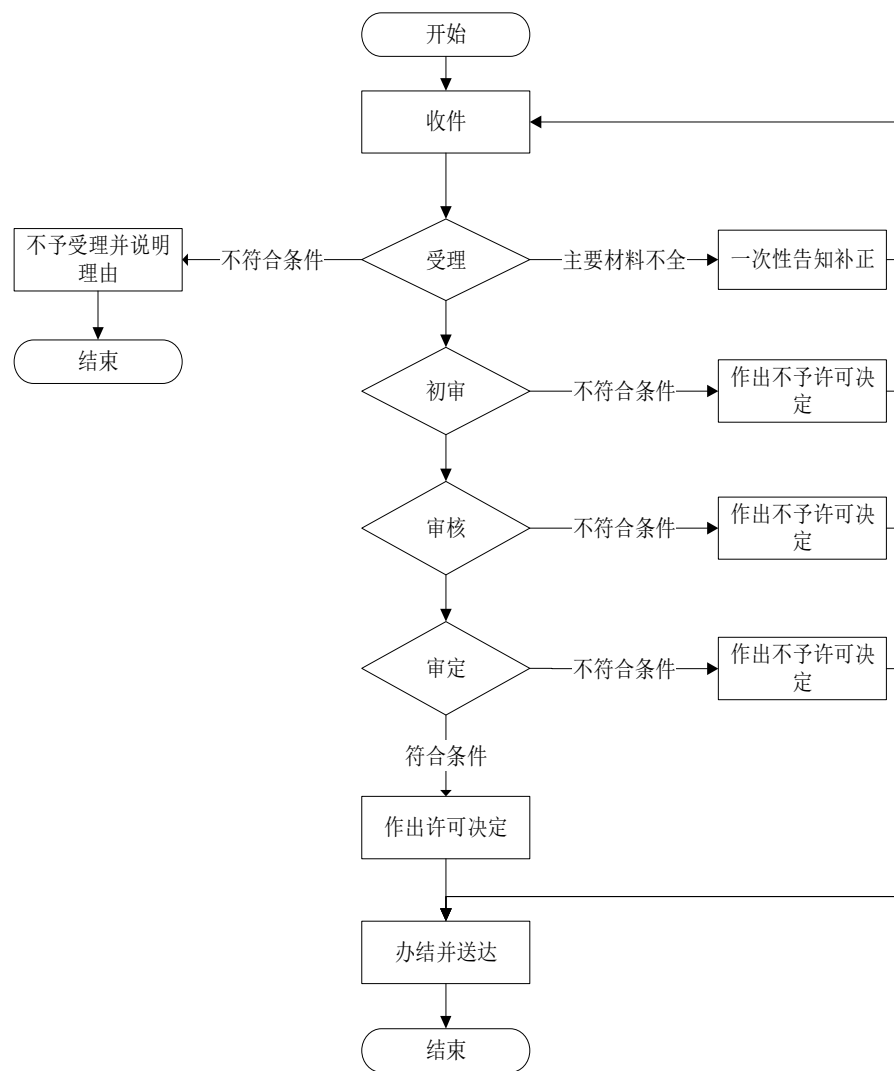 开始
收件
不予受理并说明
理由
不符合条件
受理
主要材料不全
一次性告知补正
结束
初审
不符合条件
作出不予许可决
定
审核
不符合条件
作出不予许可决
定
审定
不符合条件
作出不予许可决
定
符合条件
作出许可决定
办结并送达
结束